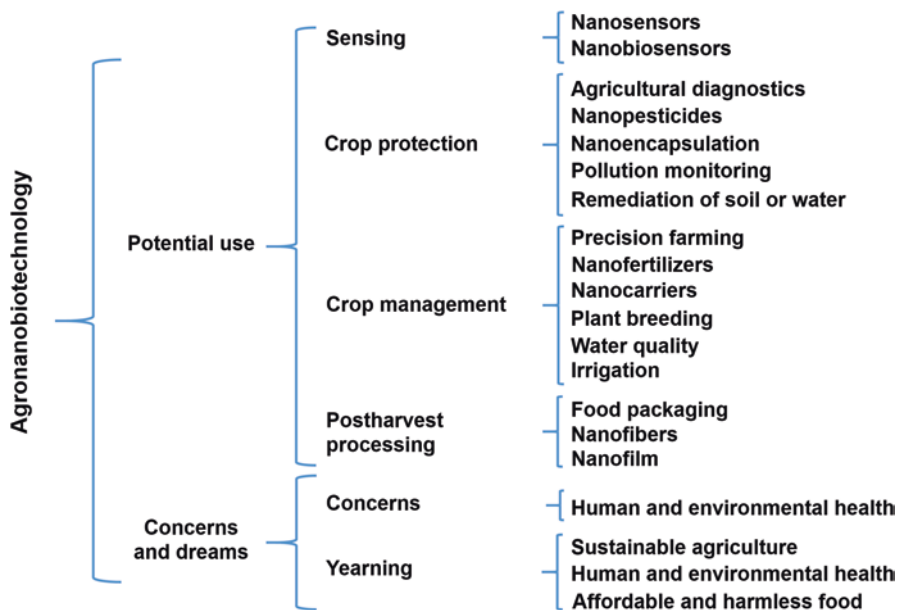 Agronanobiotechnology
Potential use
Sensing
Nanosensors
Nanobiosensors
Crop protection
Agricultural diagnostics
Nanopesticides
Nanoencapsulation
Pollution monitoring
Remediation of soil or water
Crop management
Precision farming
Nanofertilizers
Nanocarriers
Plant breeding
Water quality
Irrigation
Postharvest
processing
Food packaging
Nanofibers
Nanofilm
Concerns
and dreams
Concerns
Human and environmental health
Yearning
Sustainable agriculture
Human and environmental health
Affordable and harmless food